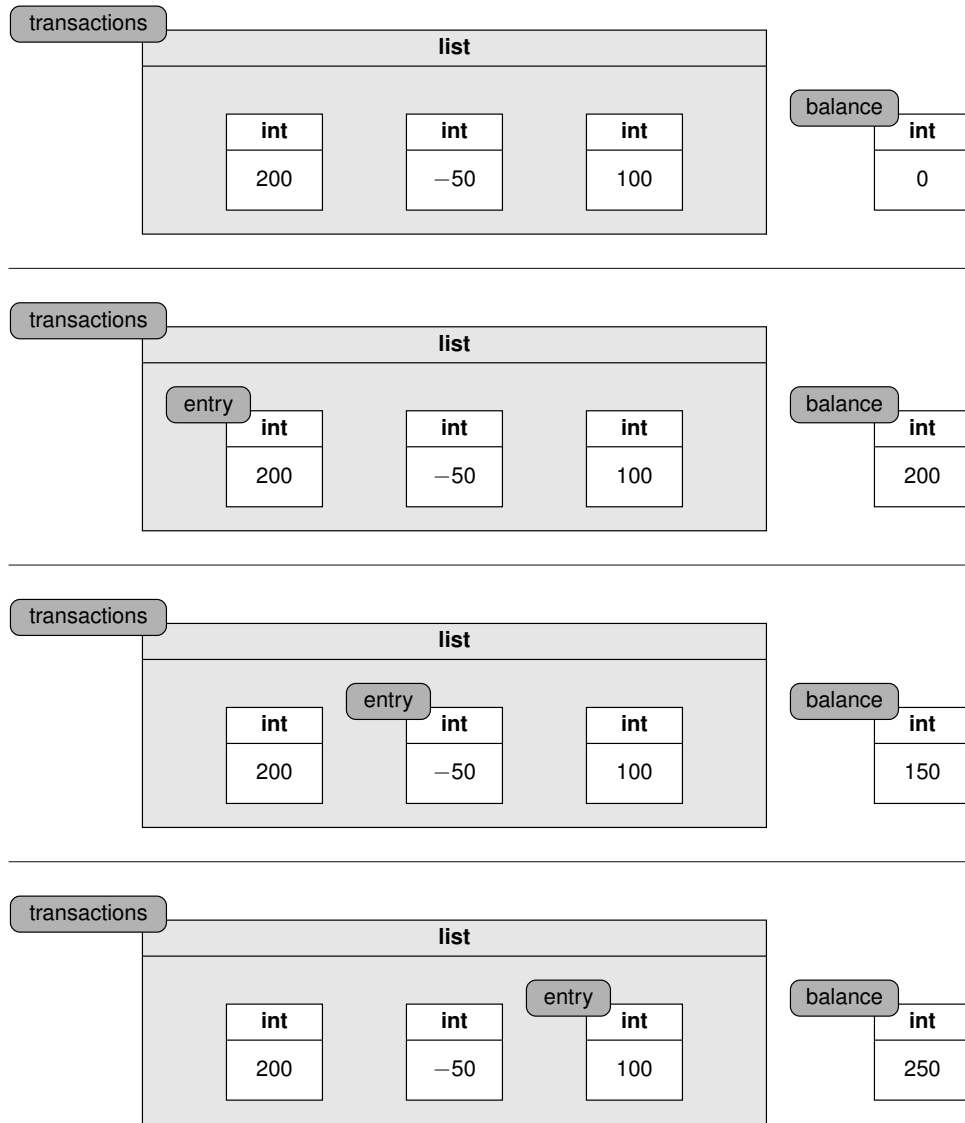 transactions
list
balance
int int int int
200 −50 100 0
transactions
list
entry balance
int int int int
200 −50 100 200
transactions
list
entry balance
int int int int
200 −50 100 150
transactions
list
entry balance
int int int int
200 −50 100 250